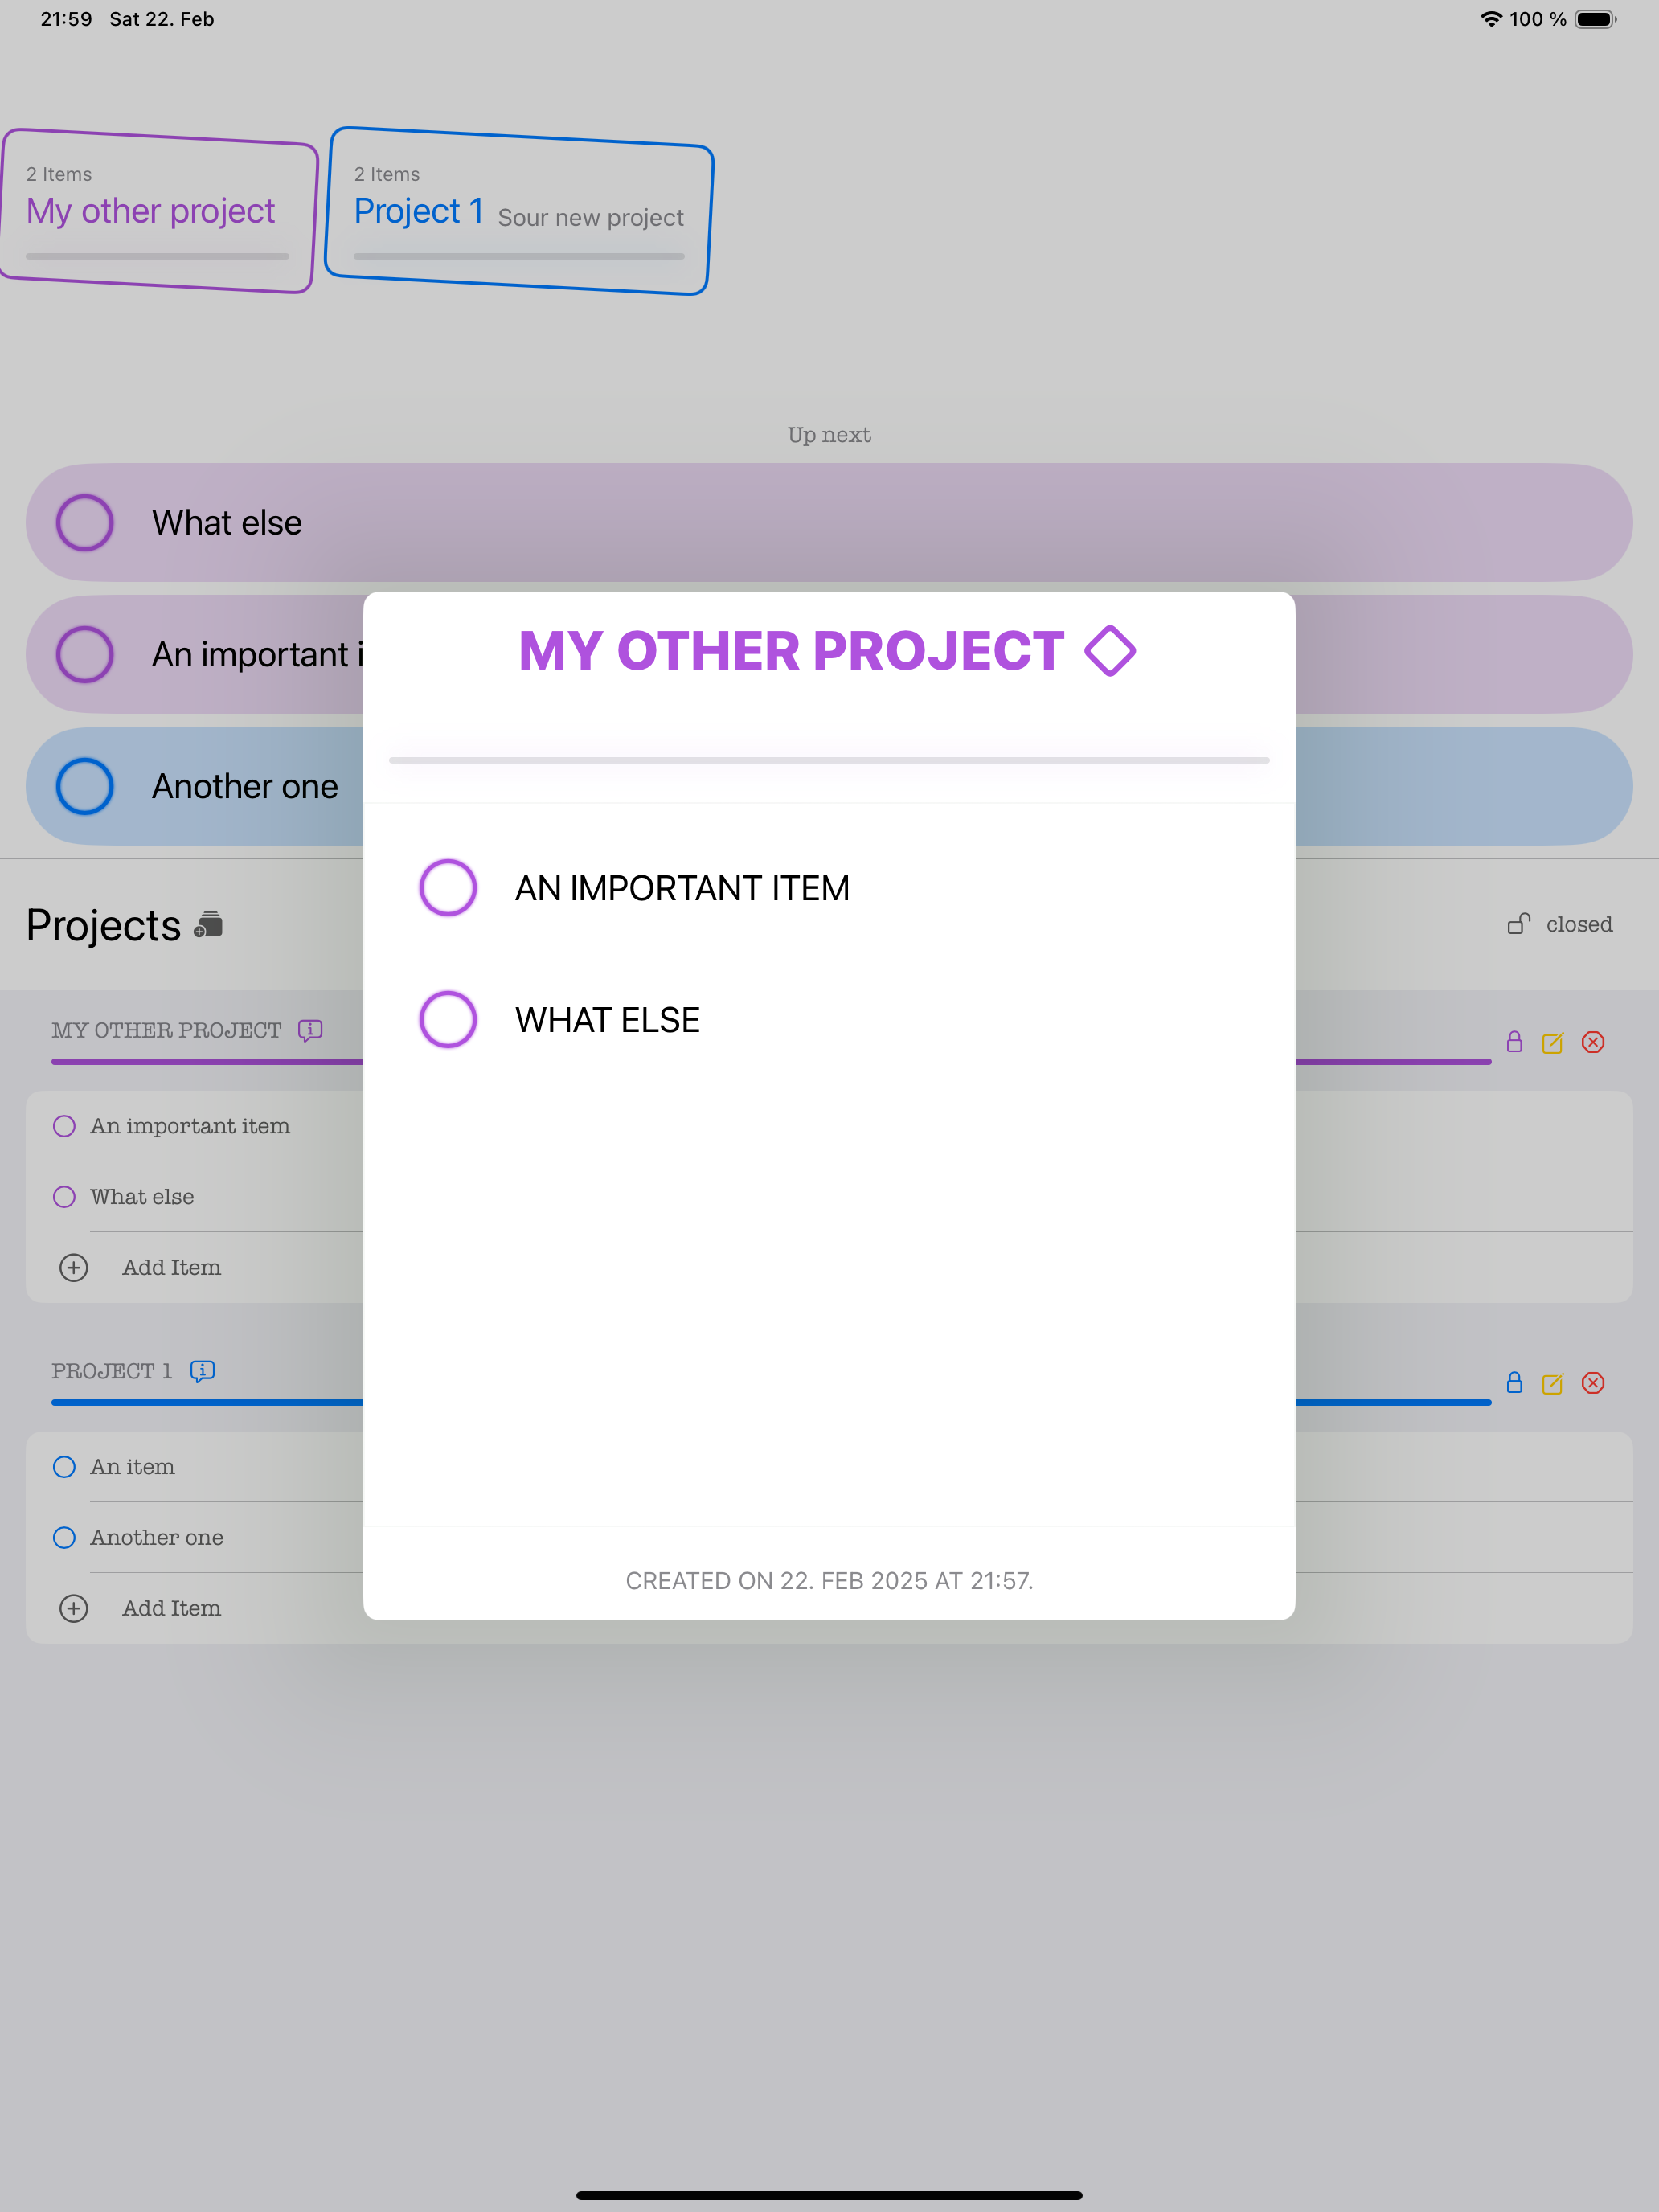 21:59 Sat 22. Feb 100 %
2 Items
My other project
2 Items
Project 1 Sour new project
Up next
What else
An important i
Another one
MY OTHER PROJECT
AN IMPORTANT ITEM
WHAT ELSE
CREATED ON 22. FEB 2025 AT 21:57.
Projects
closed
MY OTHER PROJECT
An important item
What else
Add Item
PROJECT 1
An item
Another one
Add Item